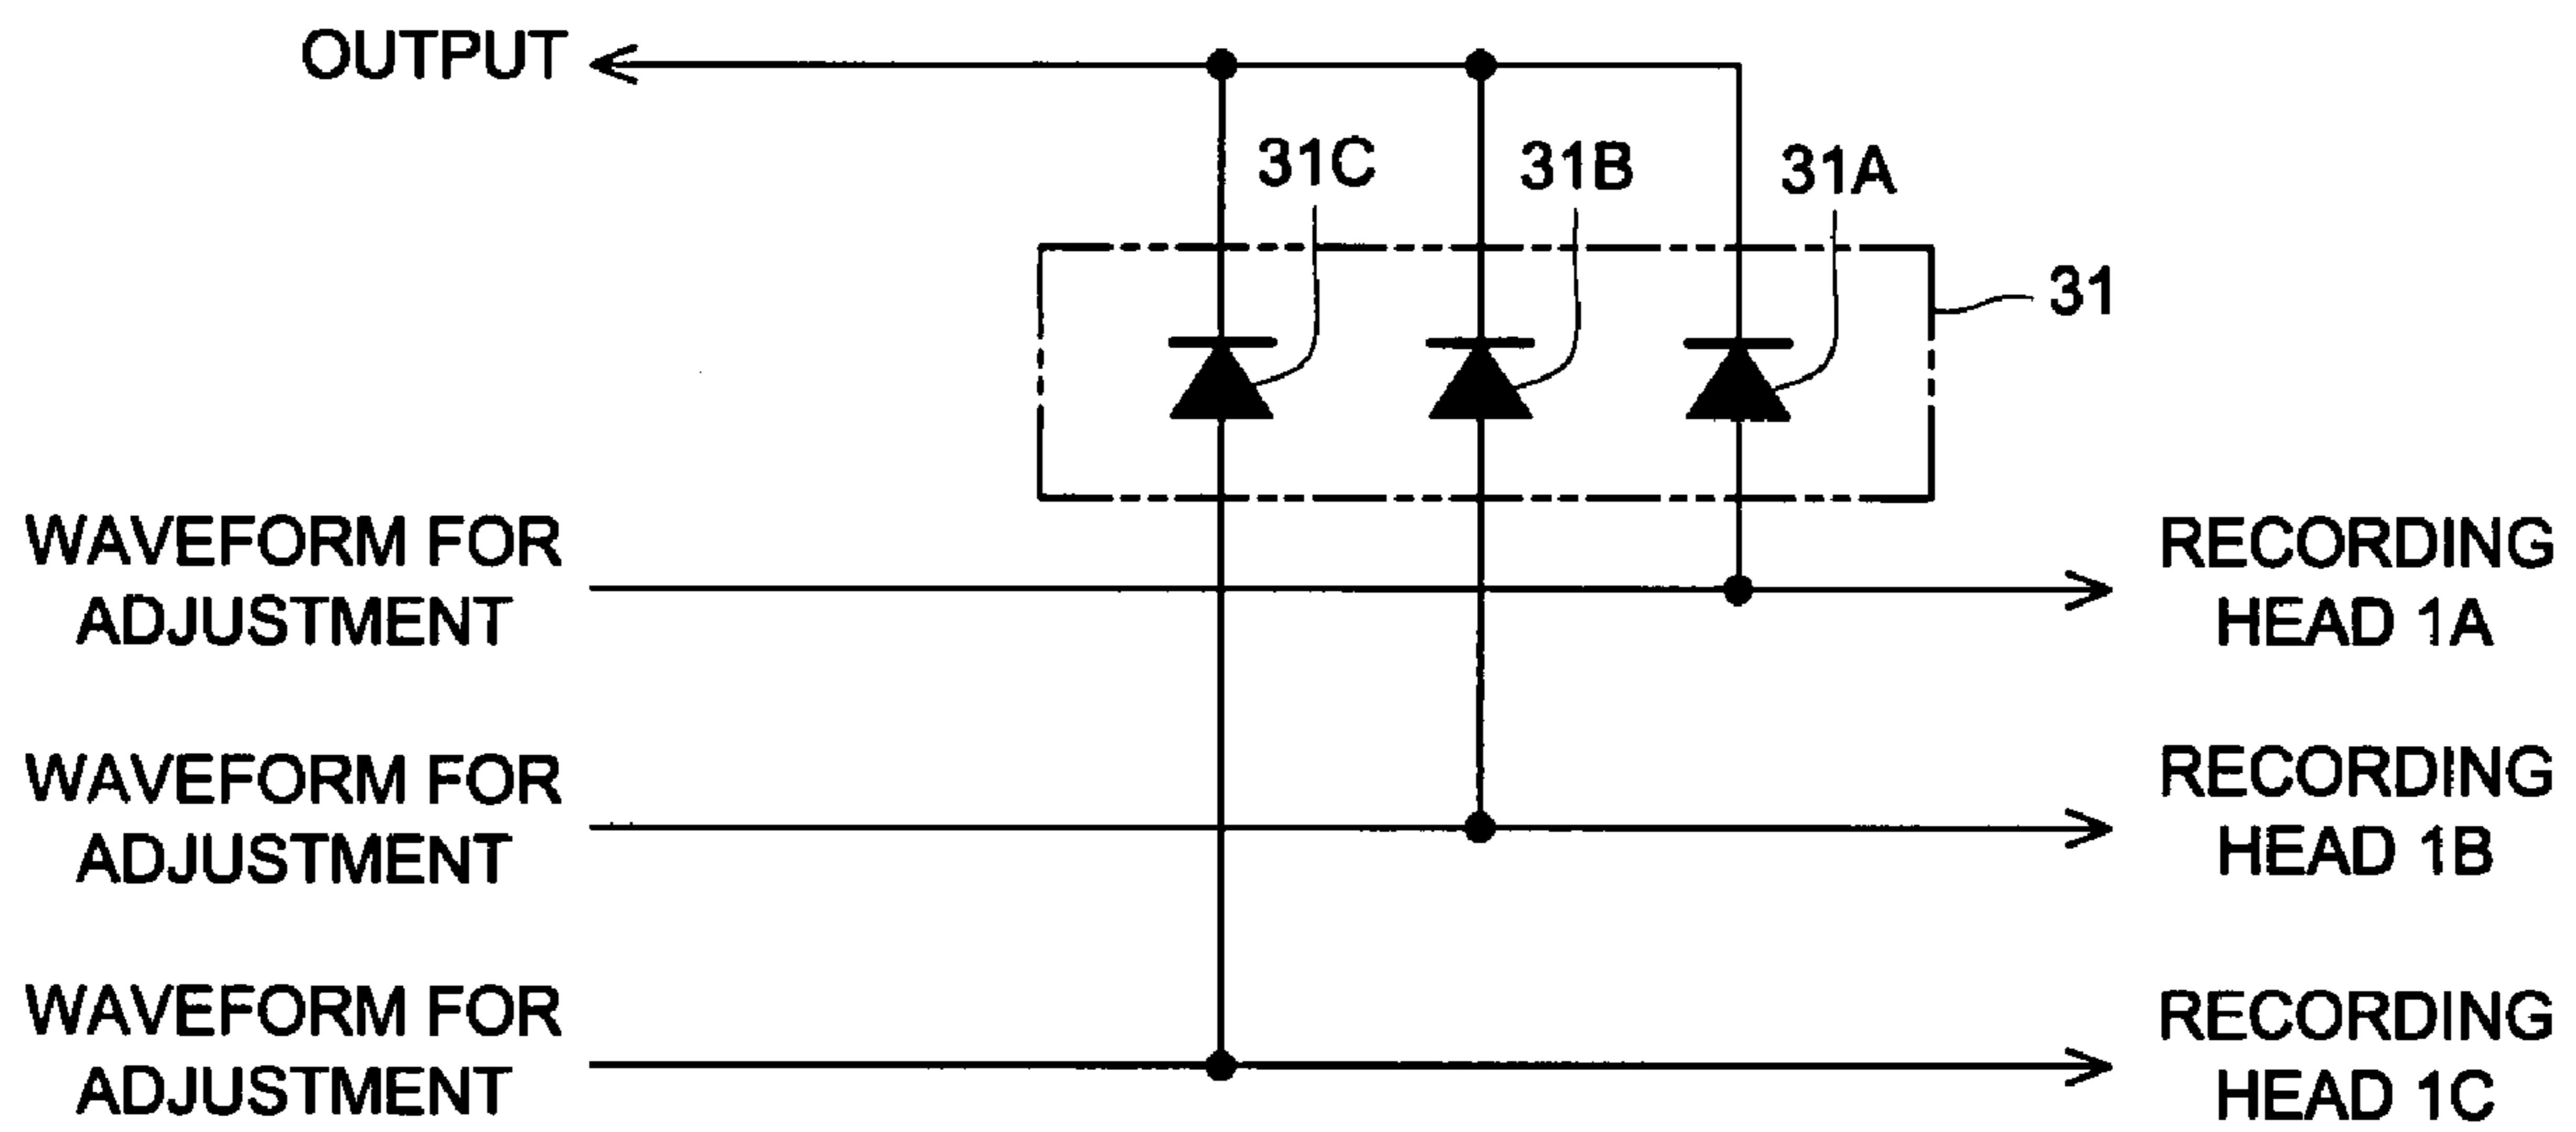 OUTPUT
31C
31B
31A
31
WAVEFORM FOR
ADJUSTMENT
RECORDING
HEAD 1A
WAVEFORM FOR
ADJUSTMENT
RECORDING
HEAD 1B
WAVEFORM FOR
ADJUSTMENT
RECORDING
HEAD 1C